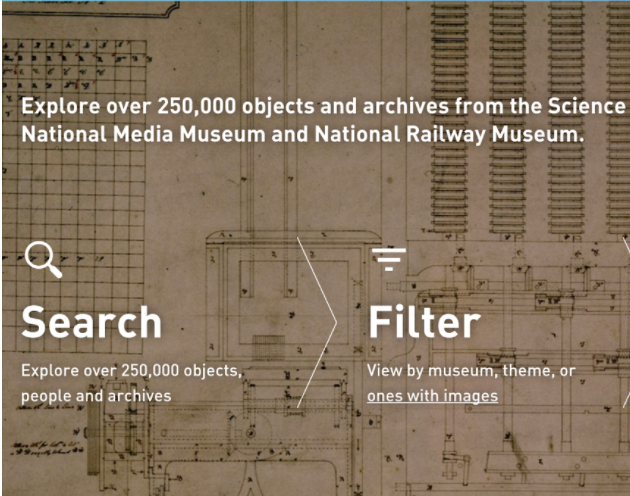 Explore over 250,000 objects and archives from the Science
National Media Museum and National Railway Museum.
Search
Explore over 250,000 objects,
people and archives
Filter
View by museum, theme, or
ones with images